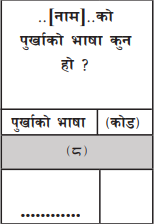 ..[नाम]..को
पुर्खाको भाषा कुन
हो ?
पुर्खाको भाषा (कोड)
(८)
............